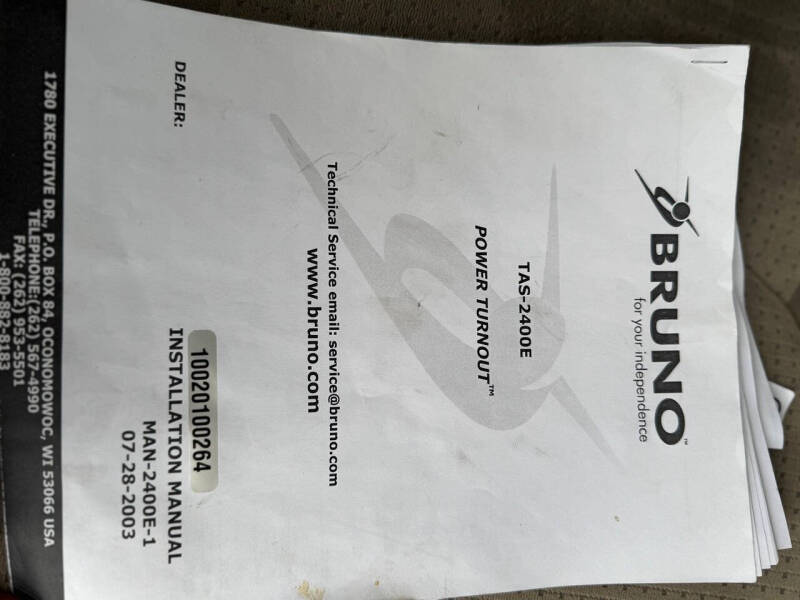 BRUNO™
for your independence
TAS-2400E
POWER TURNOUT™
Technical Service email: service@bruno.com
www.bruno.com
10020100264
DEALER:
INSTALLATION MANUAL
MAN-2400E-1
07-28-2003
1780 EXECUTIVE DR., P.O. BOX 84, OCONOMOWOC, WI 53066 USA
TELEPHONE:(262) 567-4990
FAX: (262) 953-5501
1-800-882-8183